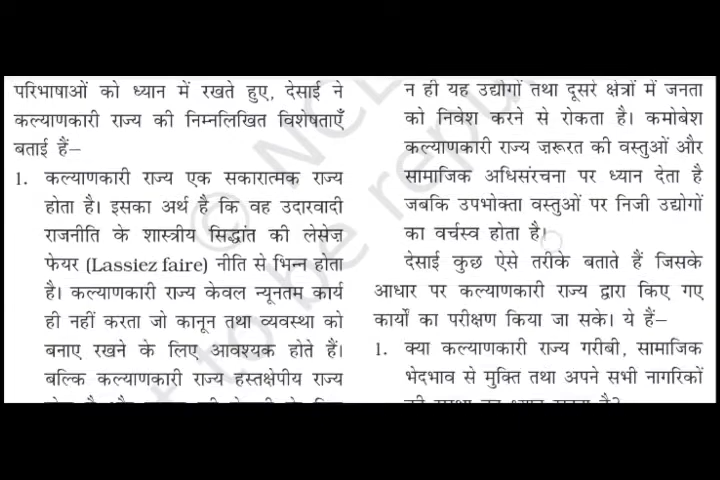 परिभाषाओं को ध्यान में रखते हुए, देसाई ने
कल्याणकारी राज्य की निम्नलिखित विशेषताएँ
बताई हैं–
1. कल्याणकारी राज्य एक सकारात्मक राज्य
होता है। इसका अर्थ है कि वह उदारवादी
राजनीति के शास्त्रीय सिद्धांत की लेसेज़
फेयर (Lassiez faire) नीति से भिन्न होता
है। कल्याणकारी राज्य केवल न्यूनतम कार्य
ही नहीं करता जो कानून तथा व्यवस्था को
बनाए रखने के लिए आवश्यक होते हैं।
बल्कि कल्याणकारी राज्य हस्तक्षेपीय राज्य
न ही यह उद्योगों तथा दूसरे क्षेत्रों में जनता
को निवेश करने से रोकता है। कमोबेश
कल्याणकारी राज्य ज़रूरत की वस्तुओं और
सामाजिक अधिसंरचना पर ध्यान देता है
जबकि उपभोक्ता वस्तुओं पर निजी उद्योगों
का वर्चस्व होता है।
देसाई कुछ ऐसे तरीके बताते हैं जिसके
आधार पर कल्याणकारी राज्य द्वारा किए गए
कार्यों का परीक्षण किया जा सके। ये हैं–
1. क्या कल्याणकारी राज्य गरीबी, सामाजिक
भेदभाव से मुक्ति तथा अपने सभी नागरिकों